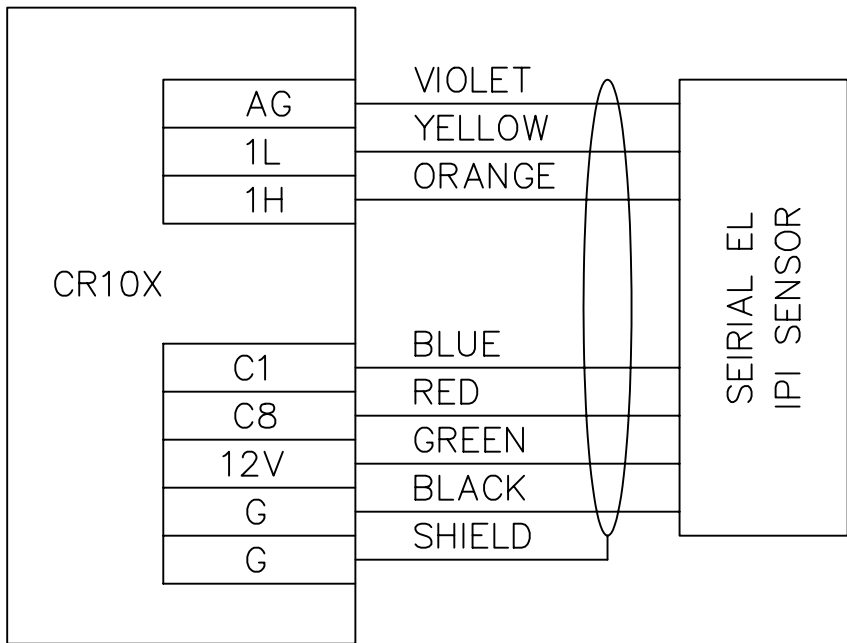 VIOLET
AG
YELLOW
1L
ORANGE
1H
CR10X
SEIRIAL EL
IPI SENSOR
BLUE
C1
RED
C8
GREEN
12V
BLACK
G
SHIELD
G